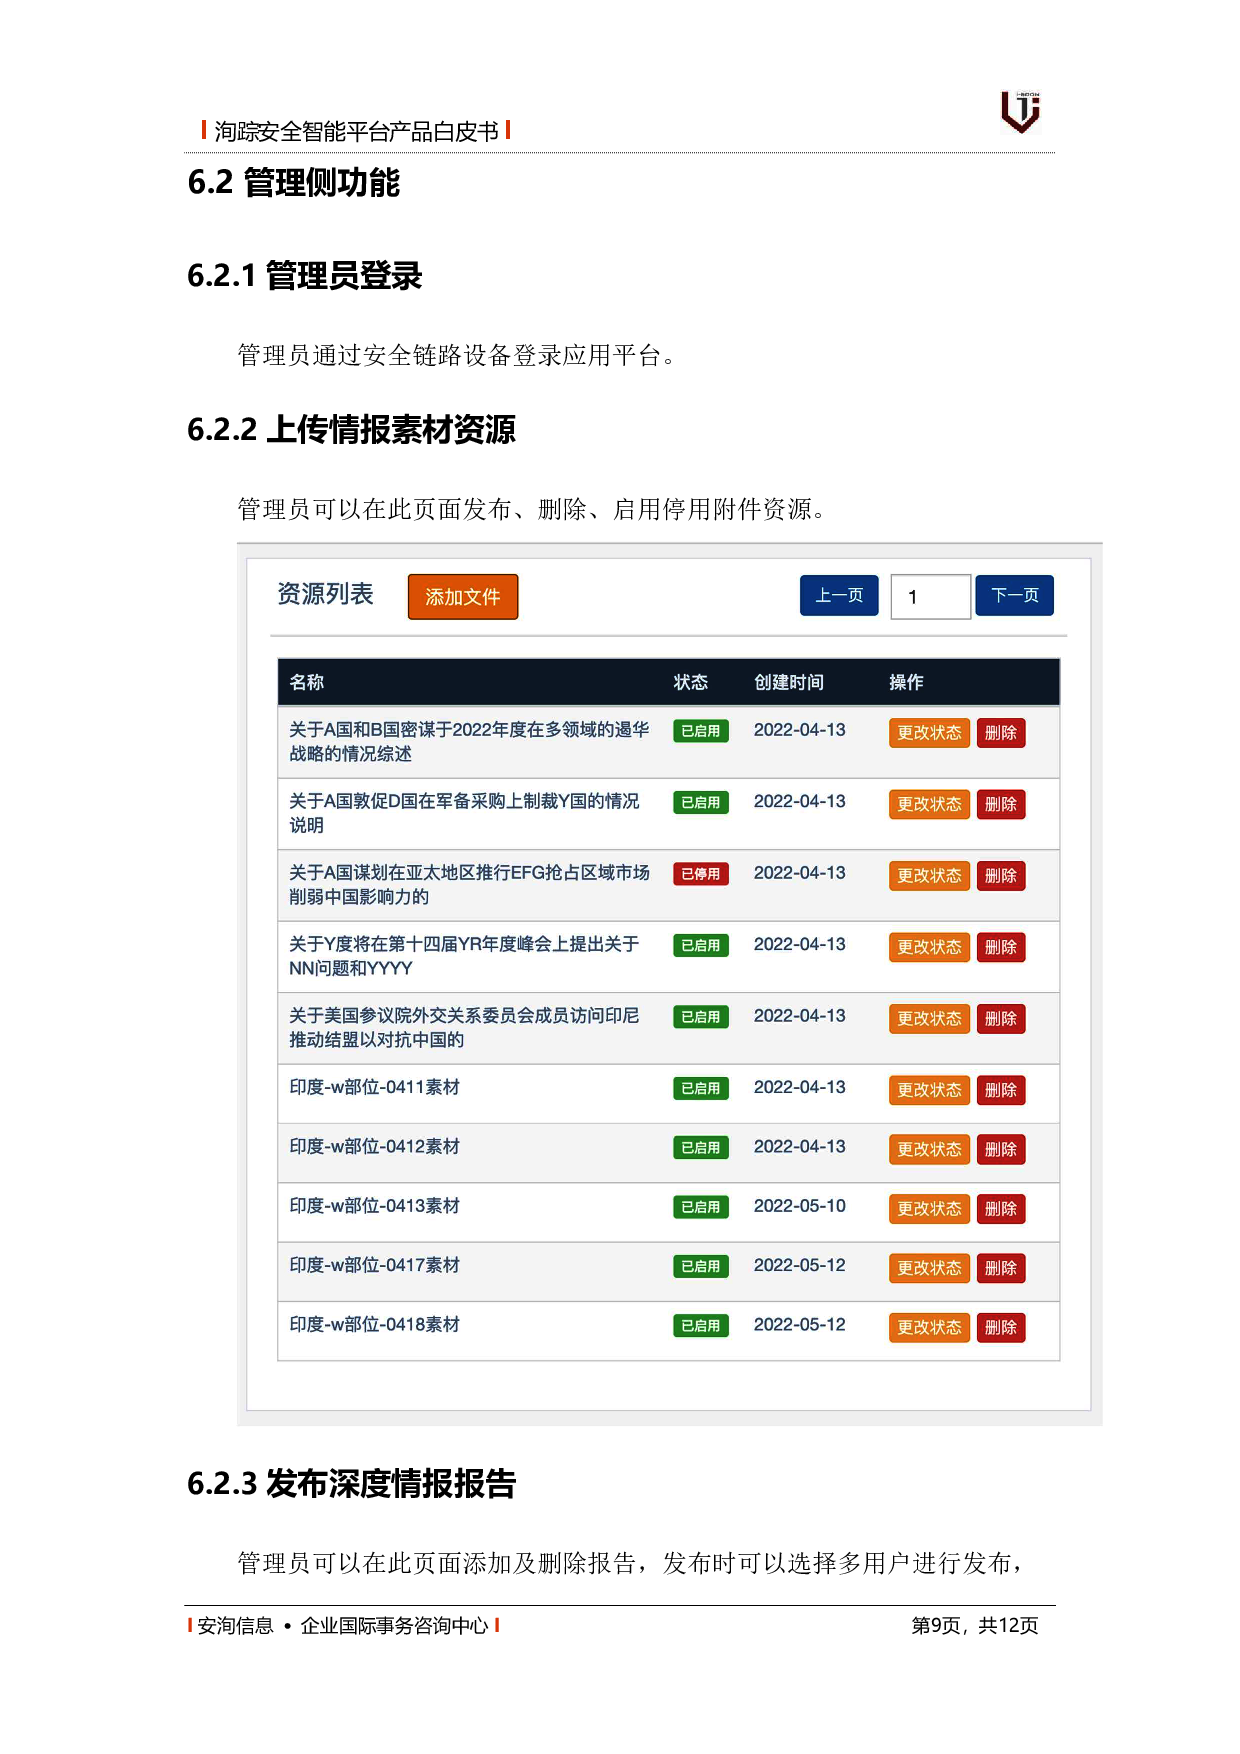 洵踪安全智能平台产品白皮书
i-SOON
6.2 管理侧功能
6.2.1 管理员登录
管理员通过安全链路设备登录应用平台。
6.2.2 上传情报素材资源
管理员可以在此页面发布、删除、启用停用附件资源。
资源列表 添加文件 上一页 1 下一页
名称 状态 创建时间 操作
关于A国和B国密谋于2022年度在多领域的遏华 已启用 2022-04-13 更改状态 删除
战略的情况综述
关于A国敦促D国在军备采购上制裁Y国的情况 已启用 2022-04-13 更改状态 删除
说明
关于A国谋划在亚太地区推行EFG抢占区域市场 已停用 2022-04-13 更改状态 删除
削弱中国影响力的
关于Y度将在第十四届YR年度峰会上提出关于 已启用 2022-04-13 更改状态 删除
NN问题和YYYY
关于美国参议院外交关系委员会成员访问印尼 已启用 2022-04-13 更改状态 删除
推动结盟以对抗中国的
印度-w部位-0411素材 已启用 2022-04-13 更改状态 删除
印度-w部位-0412素材 已启用 2022-04-13 更改状态 删除
印度-w部位-0413素材 已启用 2022-05-10 更改状态 删除
印度-w部位-0417素材 已启用 2022-05-12 更改状态 删除
印度-w部位-0418素材 已启用 2022-05-12 更改状态 删除
6.2.3 发布深度情报报告
管理员可以在此页面添加及删除报告，发布时可以选择多用户进行发布，
安洵信息 • 企业国际事务咨询中心 第9页，共12页